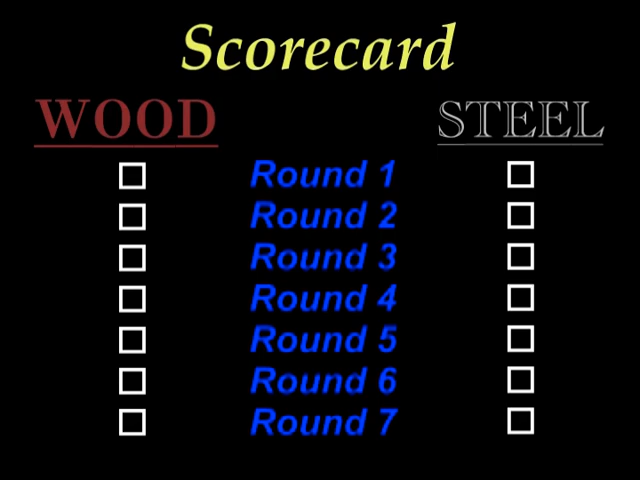 Scorecard
WOOD STEEL
Round 1
Round 2
Round 3
Round 4
Round 5
Round 6
Round 7